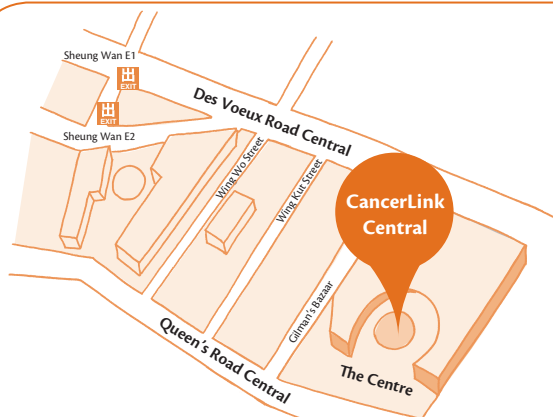 Sheung Wan E1
EXIT
EXIT
Sheung Wan E2
Des Voeux Road Central
Wing Wo Street
Wing Kut Street
CancerLink
Central
Gilman's Bazaar
Queen's Road Central
The Centre